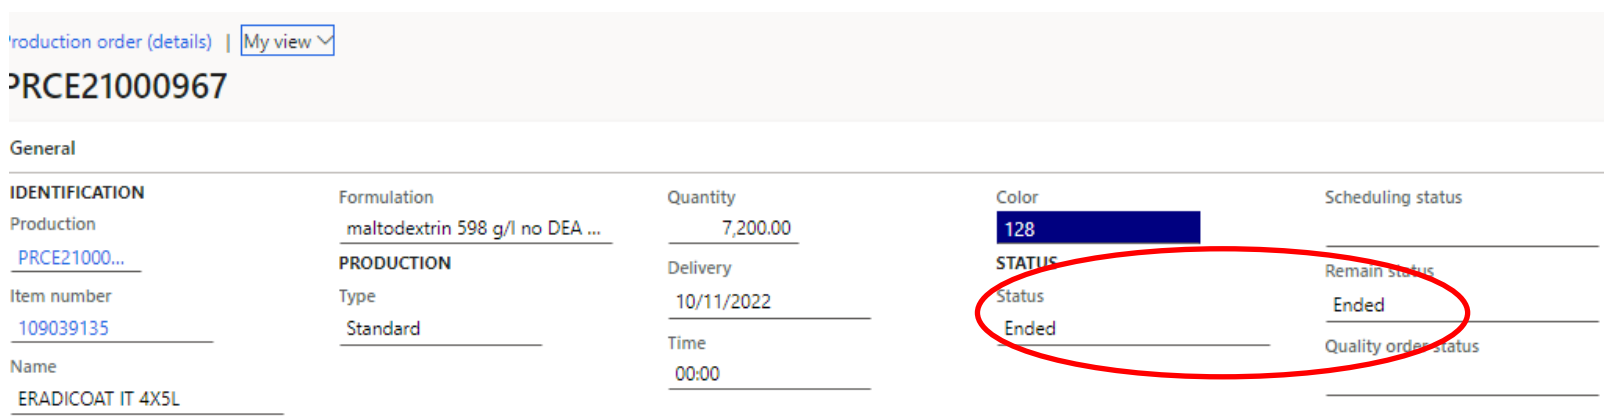 Production order (details) | My view
PRCE21000967
General
IDENTIFICATION
Production
PRCE21000...
Item number
109039135
Name
ERADICOAT IT 4X5L
Formulation
maltodextrin 598 g/l no DEA ...
PRODUCTION
Type
Standard
Quantity
7,200.00
Delivery
10/11/2022
Time
00:00
Color
128
STATUS
Status
Ended
Scheduling status
Remain status
Ended
Quality order status